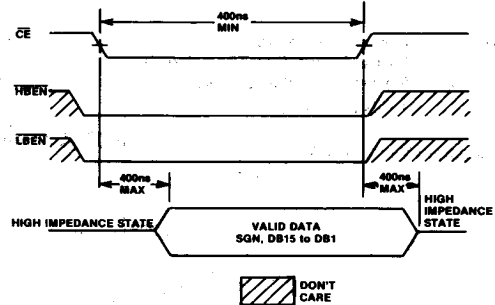 400ns
MIN
CE
HBEN
LBEN
400ns
MAX
400ns
MAX
HIGH
IMPEDANCE
STATE
HIGH IMPEDANCE STATE
VALID DATA
SGN, DB15 to DB1
DON'T
CARE